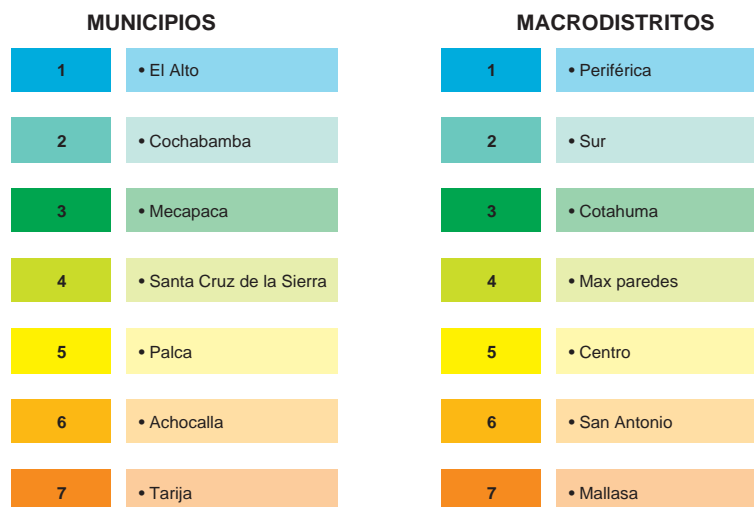 MUNICIPIOS
1 • El Alto
2 • Cochabamba
3 • Mecapaca
4 • Santa Cruz de la Sierra
5 • Palca
6 • Achocalla
7 • Tarija
MACRODISTRITOS
1 • Periférica
2 • Sur
3 • Cotahuma
4 • Max paredes
5 • Centro
6 • San Antonio
7 • Mallasa